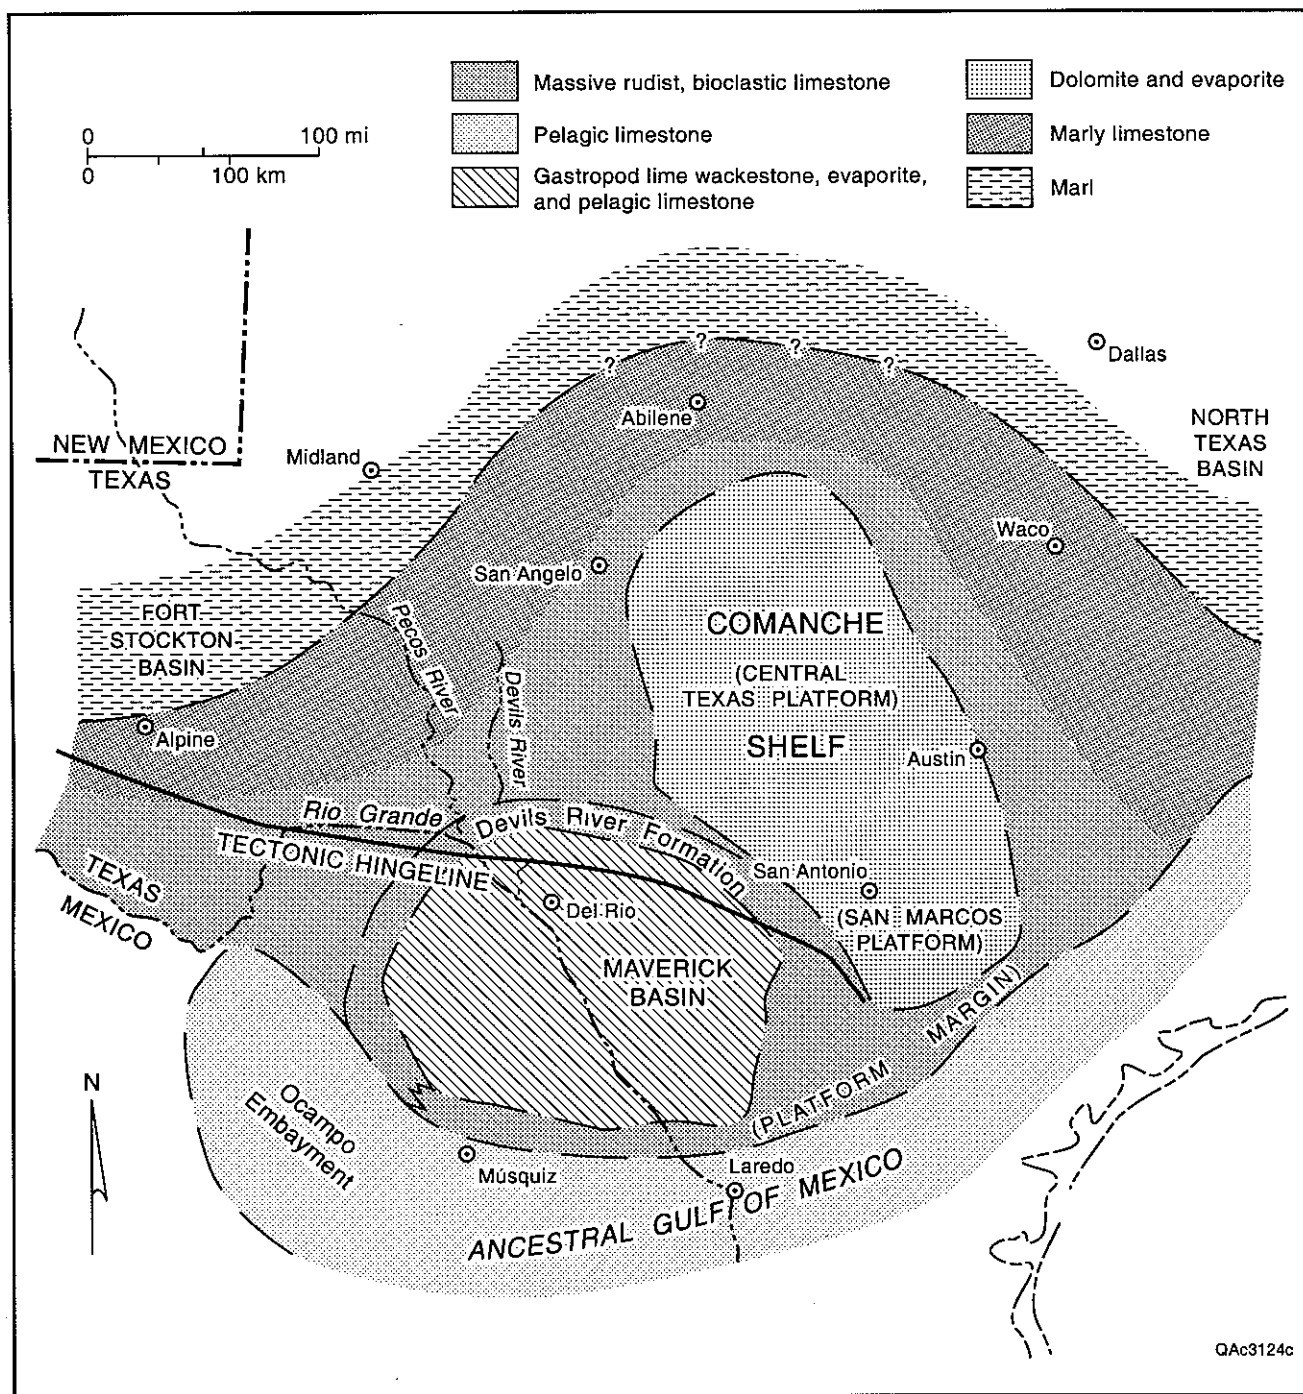 Massive rudist, bioclastic limestone
Dolomite and evaporite
0 100 mi
0 100 km
Pelagic limestone
Marly limestone
Gastropod lime wackestone, evaporite,
and pelagic limestone
Marl
?
?
?
?
Dallas
Abilene
NORTH
TEXAS
BASIN
NEW MEXICO
TEXAS
Midland
Waco
San Angelo
FORT
STOCKTON
BASIN
Pecos River
Devils River
COMANCHE
(CENTRAL
TEXAS PLATFORM)
SHELF
Alpine
Austin
Rio Grande
Devils River Formation
TECTONIC HINGELINE
San Antonio
TEXAS
MEXICO
Del Rio
(SAN MARCOS
PLATFORM)
MAVERICK
BASIN
(PLATFORM MARGIN)
N
Ocampo
Embayment
Músquiz
Laredo
ANCESTRAL GULF OF MEXICO
QAc3124c